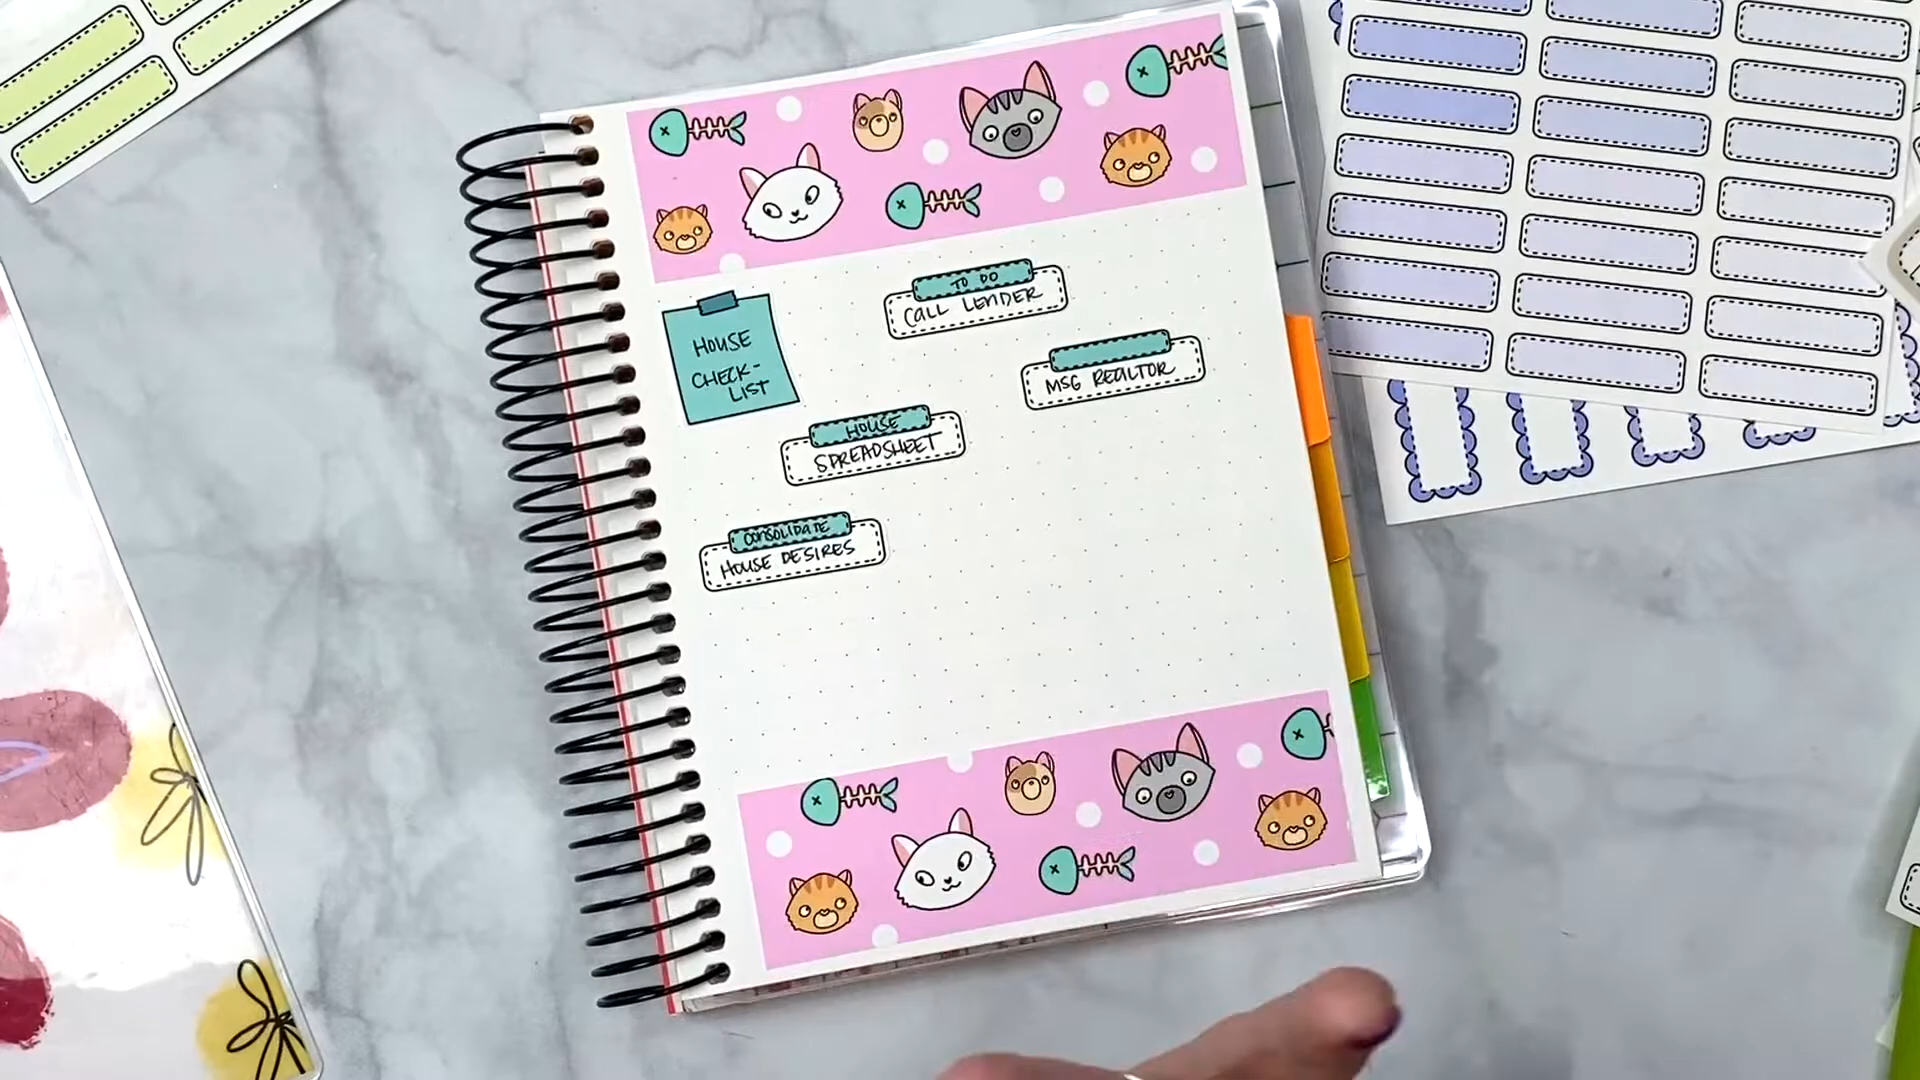 TO DO
CALL LENDER
HOUSE
CHECK-
LIST
MSG REALTOR
HOUSE
SPREADSHEET
CONSOLIDATE
HOUSE DESIRES